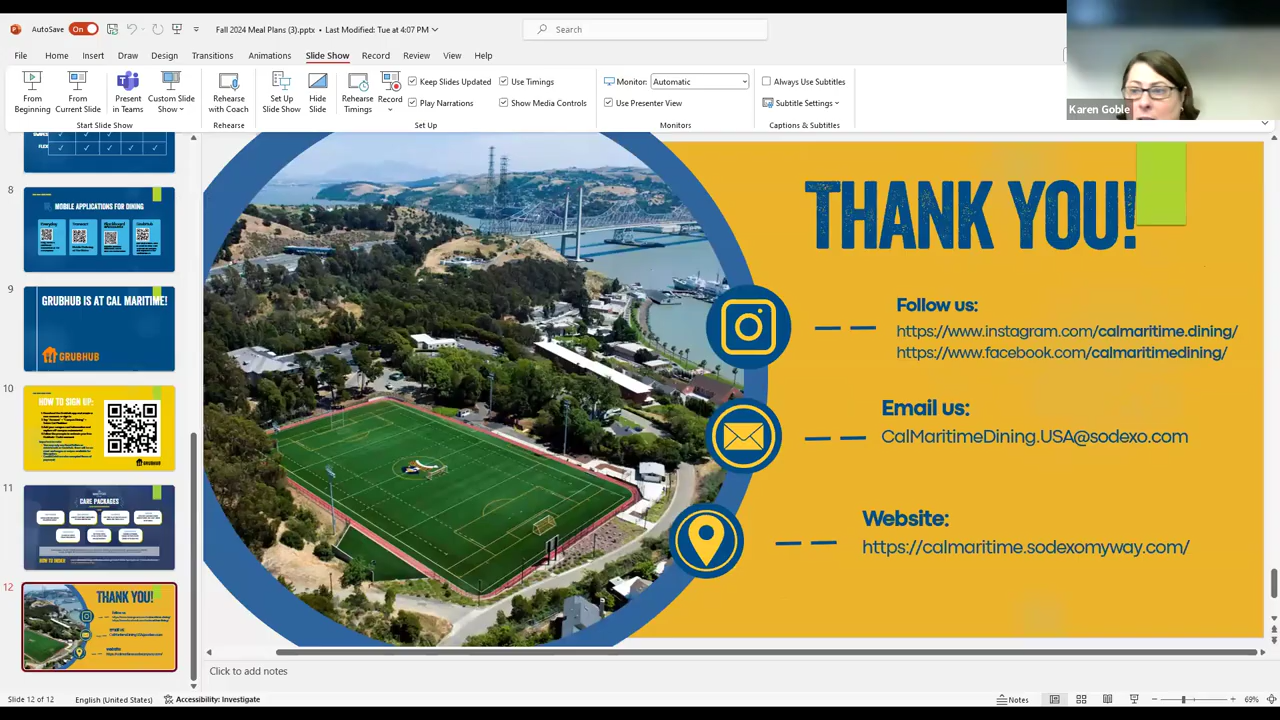 AutoSave On Fall 2024 Meal Plans (3).pptx • Last Modified: Tue at 4:07 PM Search
File Home Insert Draw Design Transitions Animations Slide Show Record Review View Help
From Beginning
From Current Slide
Present in Teams
Custom Slide Show
Start Slide Show
Rehearse with Coach
Rehearse
Set Up Slide Show
Hide Slide
Rehearse Timings
Record
Keep Slides Updated
Use Timings
Play Narrations
Show Media Controls
Set Up
Monitor: Automatic
Use Presenter View
Monitors
Always Use Subtitles
Subtitle Settings
Captions & Subtitles
Karen Goble
FLEX
8
MOBILE APPLICATIONS FOR DINING
9
GRUBHUB IS AT CAL MARITIME!
GRUBHUB
10
HOW TO SIGN UP:
GRUBHUB
11
CARE PACKAGES
HOW TO ORDER
12
THANK YOU!
THANK YOU!
Follow us:
https://www.instagram.com/calmaritime.dining/
https://www.facebook.com/calmaritimedining/
Email us:
CalMaritimeDining.USA@sodexo.com
Website:
https://calmaritime.sodexomyway.com/
Click to add notes
Slide 12 of 12 English (United States) Accessibility: Investigate Notes 69%